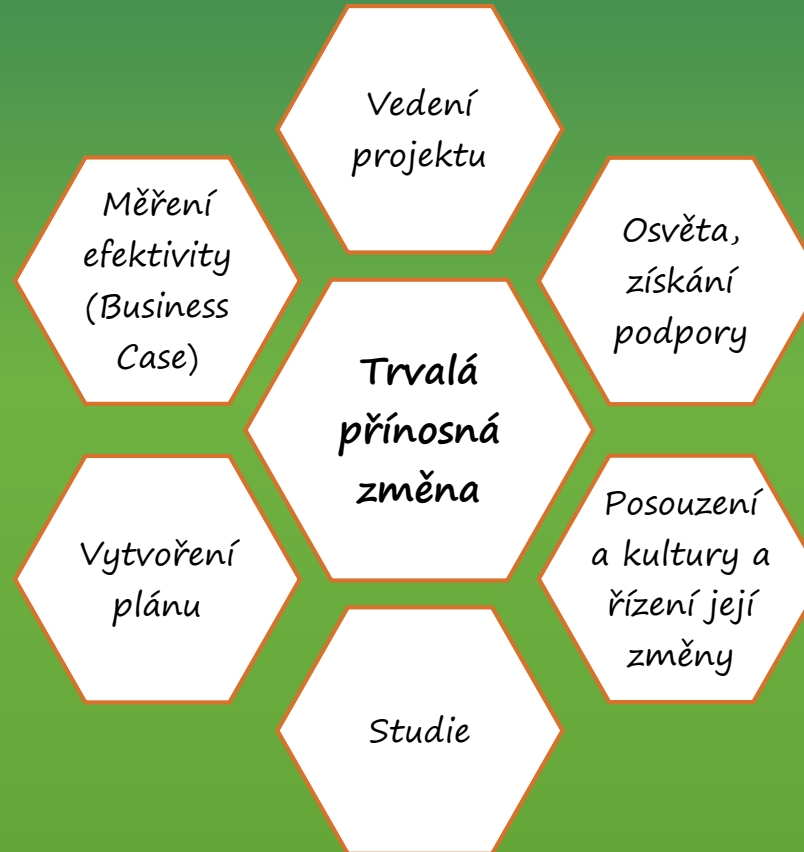 Vedení
projektu
Měření
efektivity
(Business
Case)
Osvěta,
získání
podpory
Trvalá
přínosná
změna
Vytvoření
plánu
Posouzení
a kultury a
řízení její
změny
Studie